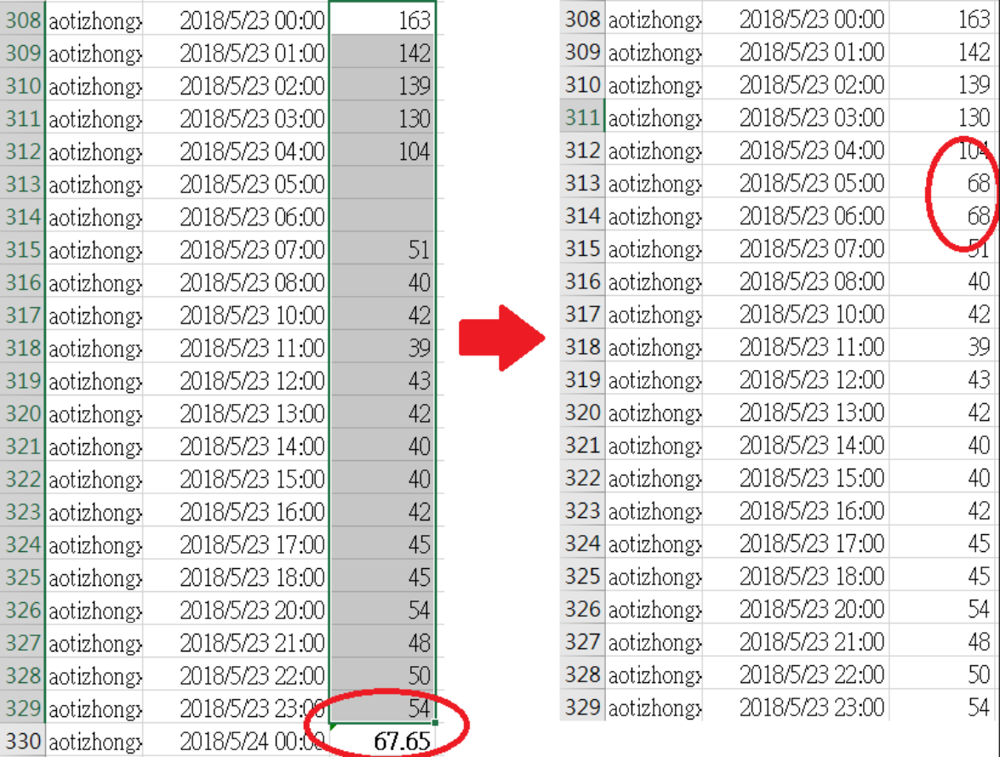 308 aotizhongx 2018/5/23 00:00 163
309 aotizhongx 2018/5/23 01:00 142
310 aotizhongx 2018/5/23 02:00 139
311 aotizhongx 2018/5/23 03:00 130
312 aotizhongx 2018/5/23 04:00 104
313 aotizhongx 2018/5/23 05:00
314 aotizhongx 2018/5/23 06:00
315 aotizhongx 2018/5/23 07:00 51
316 aotizhongx 2018/5/23 08:00 40
317 aotizhongx 2018/5/23 10:00 42
318 aotizhongx 2018/5/23 11:00 39
319 aotizhongx 2018/5/23 12:00 43
320 aotizhongx 2018/5/23 13:00 42
321 aotizhongx 2018/5/23 14:00 40
322 aotizhongx 2018/5/23 15:00 40
323 aotizhongx 2018/5/23 16:00 42
324 aotizhongx 2018/5/23 17:00 45
325 aotizhongx 2018/5/23 18:00 45
326 aotizhongx 2018/5/23 20:00 54
327 aotizhongx 2018/5/23 21:00 48
328 aotizhongx 2018/5/23 22:00 50
329 aotizhongx 2018/5/23 23:00 54
330 aotizhongx 2018/5/24 00:00 67.65
308 aotizhongx 2018/5/23 00:00 163
309 aotizhongx 2018/5/23 01:00 142
310 aotizhongx 2018/5/23 02:00 139
311 aotizhongx 2018/5/23 03:00 130
312 aotizhongx 2018/5/23 04:00 104
313 aotizhongx 2018/5/23 05:00 68
314 aotizhongx 2018/5/23 06:00 68
315 aotizhongx 2018/5/23 07:00 51
316 aotizhongx 2018/5/23 08:00 40
317 aotizhongx 2018/5/23 10:00 42
318 aotizhongx 2018/5/23 11:00 39
319 aotizhongx 2018/5/23 12:00 43
320 aotizhongx 2018/5/23 13:00 42
321 aotizhongx 2018/5/23 14:00 40
322 aotizhongx 2018/5/23 15:00 40
323 aotizhongx 2018/5/23 16:00 42
324 aotizhongx 2018/5/23 17:00 45
325 aotizhongx 2018/5/23 18:00 45
326 aotizhongx 2018/5/23 20:00 54
327 aotizhongx 2018/5/23 21:00 48
328 aotizhongx 2018/5/23 22:00 50
329 aotizhongx 2018/5/23 23:00 54